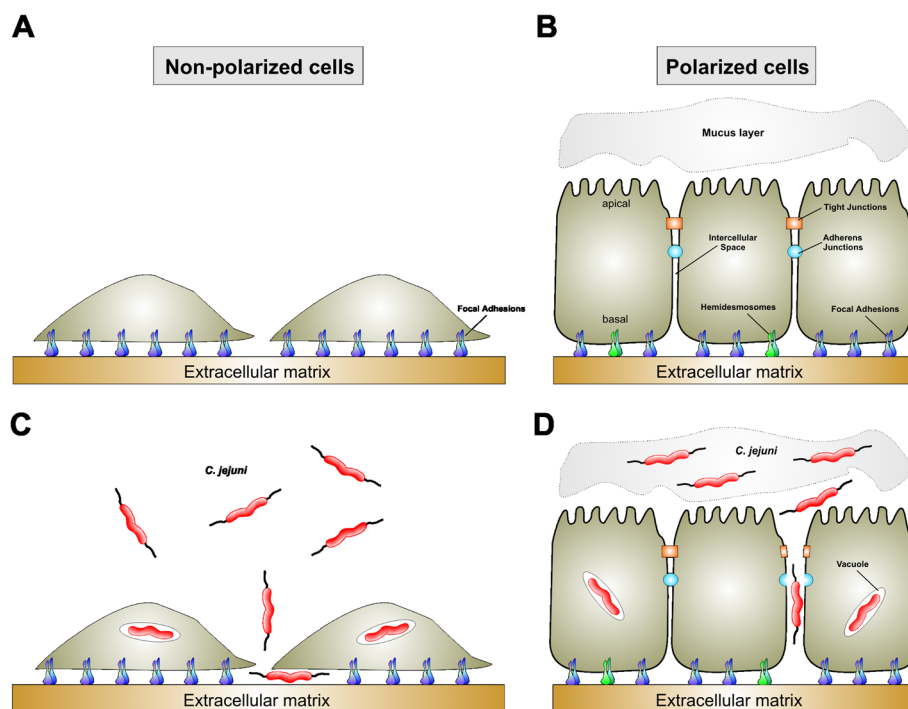 A
B
Non-polarized cells
Polarized cells
Mucus layer
apical
Tight Junctions
Intercellular
Space
Adherens
Junctions
basal
Hemidesmosomes
Focal Adhesions
Focal Adhesions
Extracellular matrix
Extracellular matrix
C
D
C. jejuni
C. jejuni
Vacuole
Extracellular matrix
Extracellular matrix